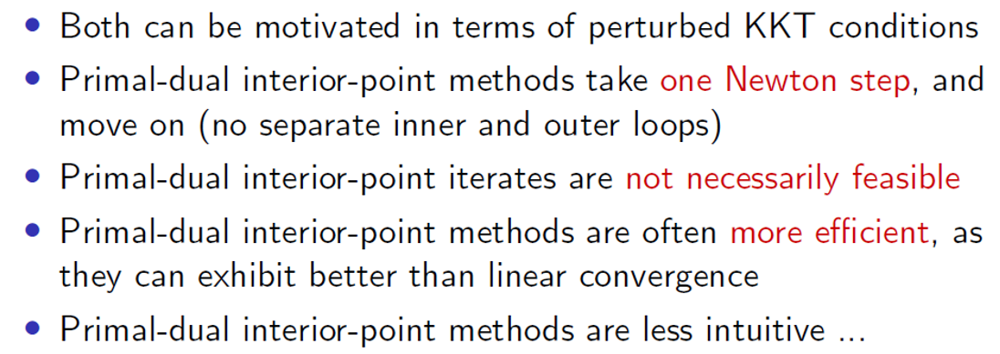 • Both can be motivated in terms of perturbed KKT conditions
• Primal-dual interior-point methods take one Newton step, and
move on (no separate inner and outer loops)
• Primal-dual interior-point iterates are not necessarily feasible
• Primal-dual interior-point methods are often more efficient, as
they can exhibit better than linear convergence
• Primal-dual interior-point methods are less intuitive ...